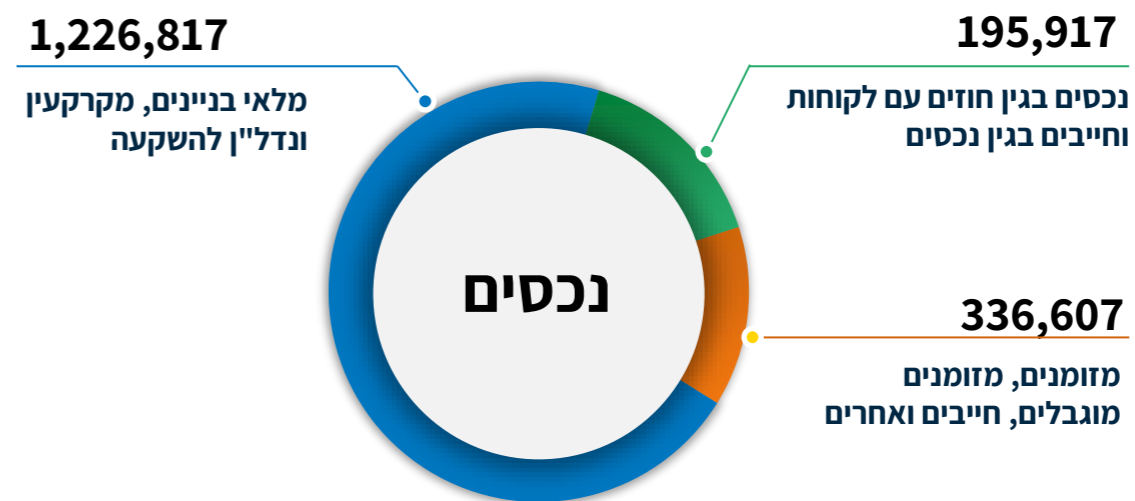 195,917
נכסים בגין חוזים עם לקוחות
וחייבים בגין נכסים
1,226,817
מלאי בניינים, מקרקעין
ונדל"ן להשקעה
נכסים
336,607
מזומנים, מזומנים
מוגבלים, חייבים ואחרים